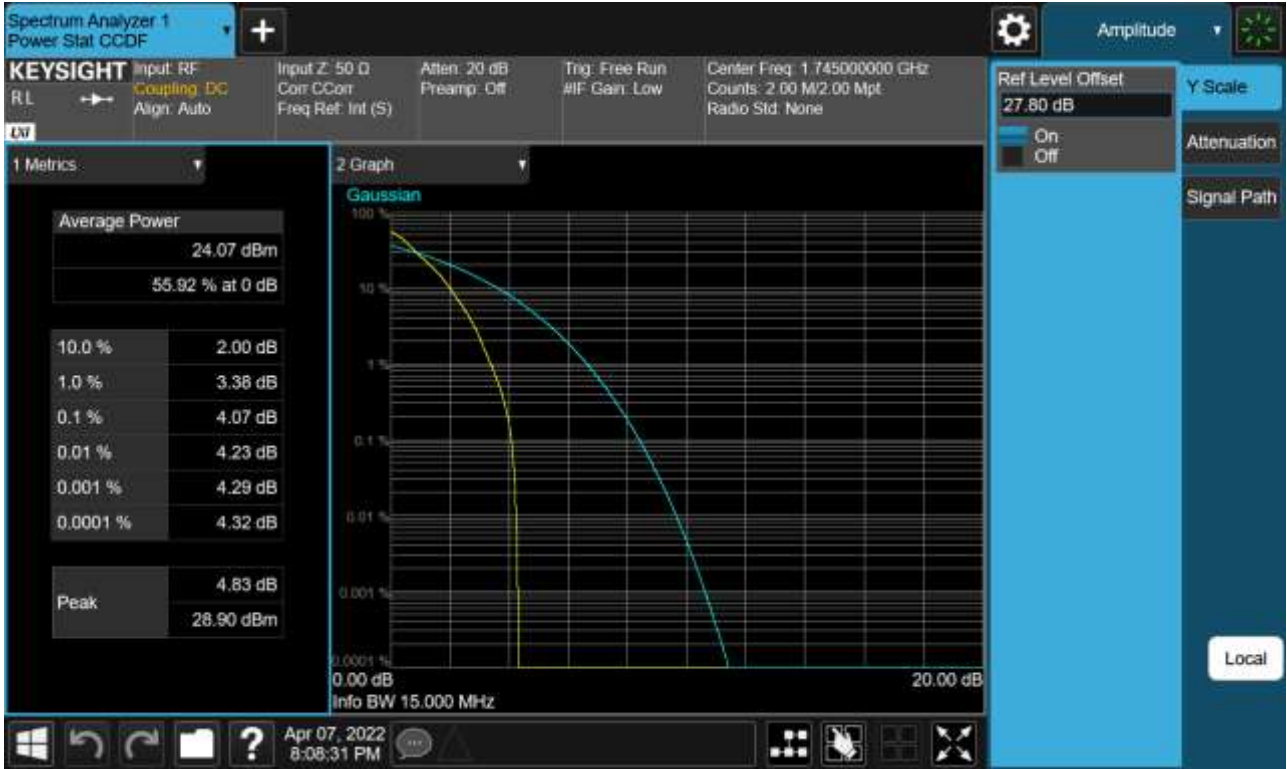 Spectrum Analyzer 1
Power Stat CCDF
Amplitude
KEYSIGHT
RL
LXI
Input: RF
Coupling: DC
Align: Auto
Input Z: 50 Ω
Corr CCorr
Freq Ref: Int (S)
Atten: 20 dB
Preamp: Off
Trig: Free Run
#IF Gain: Low
Center Freq: 1.745000000 GHz
Counts: 2.00 M/2.00 Mpt
Radio Std: None
Ref Level Offset
27.80 dB
On
Off
Y Scale
Attenuation
Signal Path
Local
1 Metrics
Average Power
24.07 dBm
55.92 % at 0 dB
10.0 % 2.00 dB
1.0 % 3.38 dB
0.1 % 4.07 dB
0.01 % 4.23 dB
0.001 % 4.29 dB
0.0001 % 4.32 dB
Peak
4.83 dB
28.90 dBm
2 Graph
Gaussian
100 %
10 %
1 %
0.1 %
0.01 %
0.001 %
0.0001 %
0.00 dB
20.00 dB
Info BW 15.000 MHz
?
Apr 07, 2022
8:08:31 PM